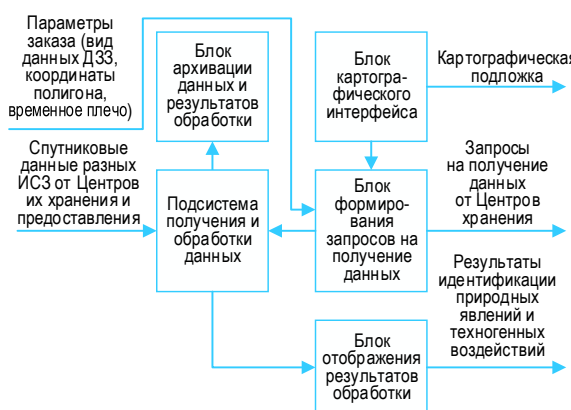 Параметры
заказа (вид
данных ДЗЗ,
координаты
полигона,
временное плечо)
Блок
архивации
данных и
результатов
обработки
Блок
картогра-
фического
интерфейса
Картографическая
подложка
Спутниковые
данные разных
ИСЗ от Центров
их хранения и
предоставления
Подсистема
получения и
обработки
данных
Блок
формиро-
вания
запросов на
получение
данных
Запросы
на получение
данных
от Центров
хранения
Блок
отображения
результатов
обработки
Результаты
идентификации
природных
явлений и
техногенных
воздействий